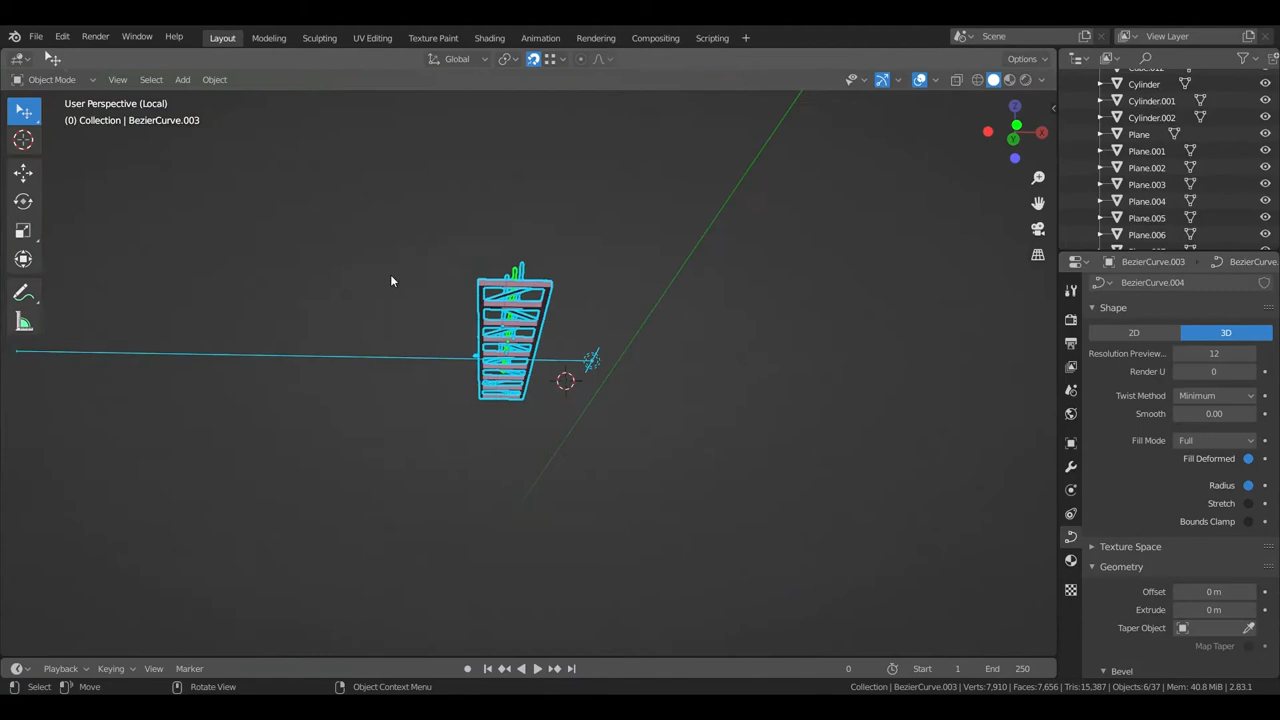 File Edit Render Window Help Layout Modeling Sculpting UV Editing Texture Paint Shading Animation Rendering Compositing Scripting + Scene View Layer
Global Options
Object Mode View Select Add Object
User Perspective (Local)
(0) Collection | BezierCurve.003
Z
X
Y
Cylinder
Cylinder.001
Cylinder.002
Plane
Plane.001
Plane.002
Plane.003
Plane.004
Plane.005
Plane.006
BezierCurve.003 BezierCurve.
BezierCurve.004
Shape
2D 3D
Resolution Preview... 12
Render U 0
Twist Method Minimum
Smooth 0.00
Fill Mode Full
Fill Deformed
Radius
Stretch
Bounds Clamp
Texture Space
Geometry
Offset 0 m
Extrude 0 m
Taper Object
Map Taper
Bevel
Playback Keying View Marker 0 Start 1 End 250
Select Move Rotate View Object Context Menu Collection | BezierCurve.003 | Verts:7,910 | Faces:7,656 | Tris:15,387 | Objects:6/37 | Mem: 40.8 MiB | 2.83.1